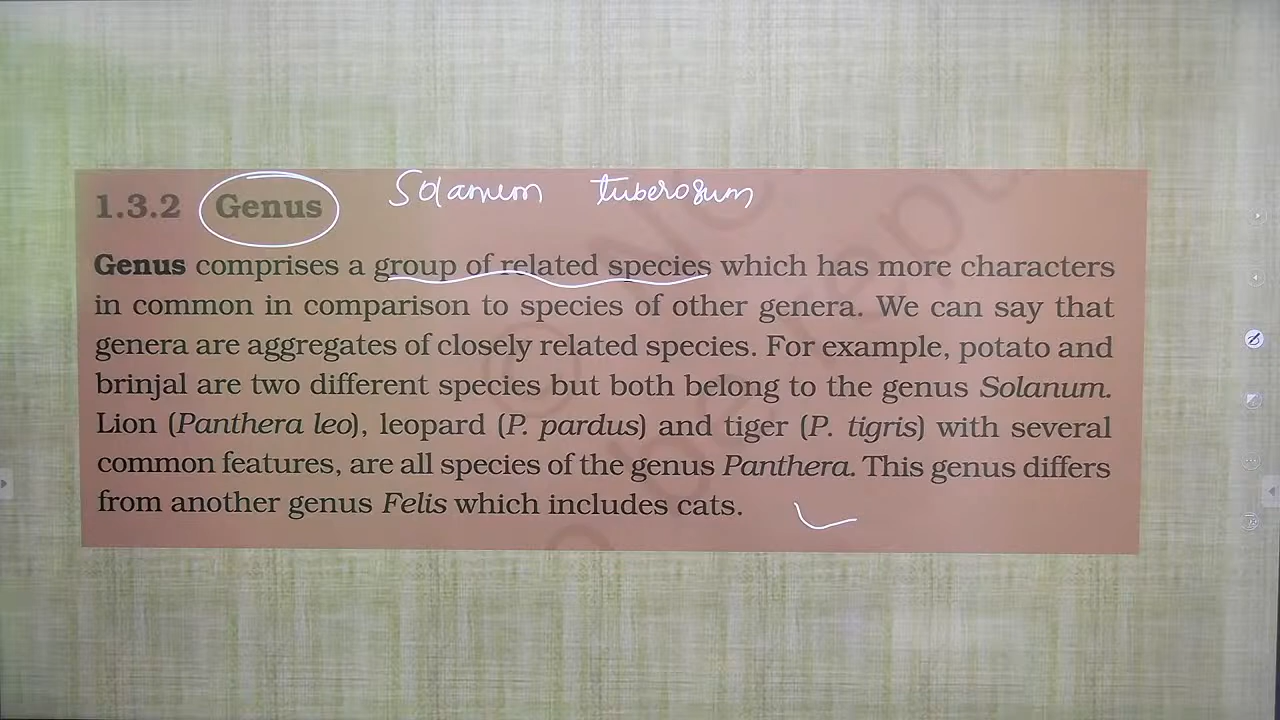 1.3.2 Genus Solanum tuberosum
Genus comprises a group of related species which has more characters
in common in comparison to species of other genera. We can say that
genera are aggregates of closely related species. For example, potato and
brinjal are two different species but both belong to the genus Solanum.
Lion (Panthera leo), leopard (P. pardus) and tiger (P. tigris) with several
common features, are all species of the genus Panthera. This genus differs
from another genus Felis which includes cats.